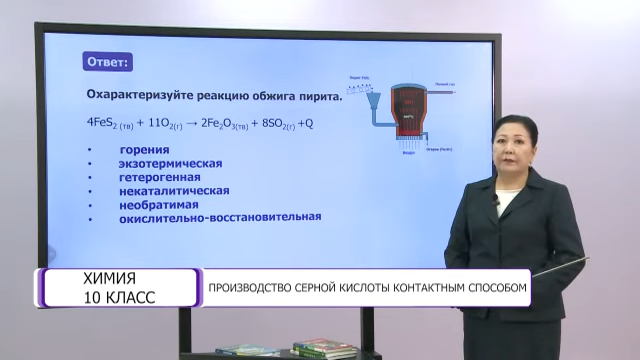 Ответ:
Охарактеризуйте реакцию обжига пирита.
4FeS2 (тв) + 11O2(г) → 2Fe2O3(тв) + 8SO2(г) +Q
• горения
• экзотермическая
• гетерогенная
• некаталитическая
• необратимая
• окислительно-восстановительная
ХИМИЯ
10 КЛАСС
ПРОИЗВОДСТВО СЕРНОЙ КИСЛОТЫ КОНТАКТНЫМ СПОСОБОМ